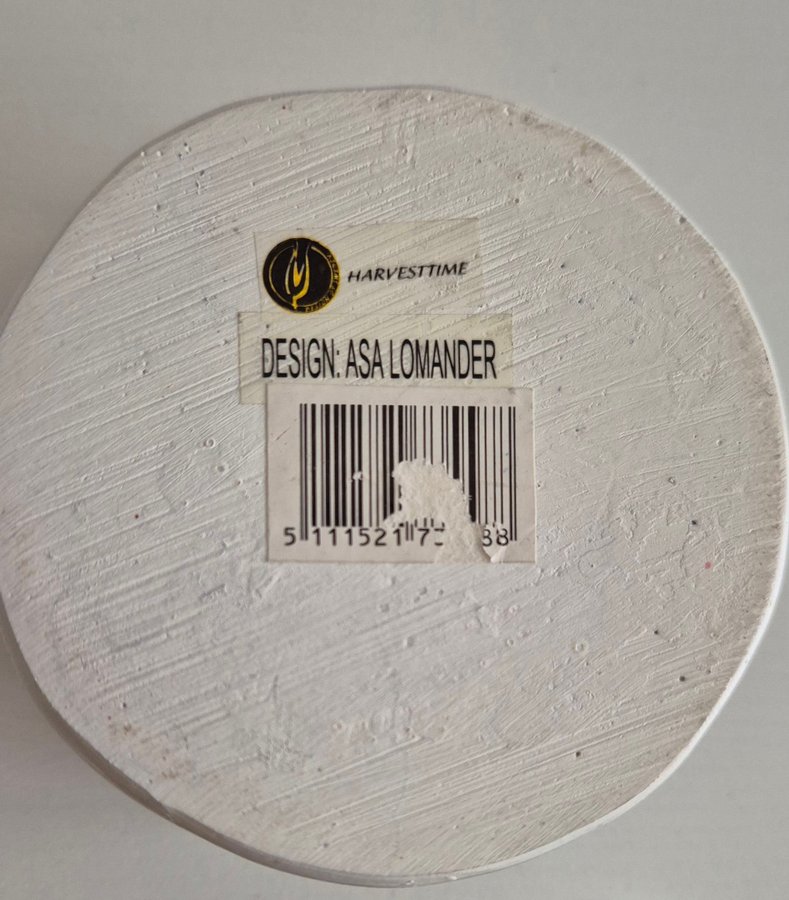 HARVESTTIME
DESIGN: ASA LOMANDER
5 111521 7 88